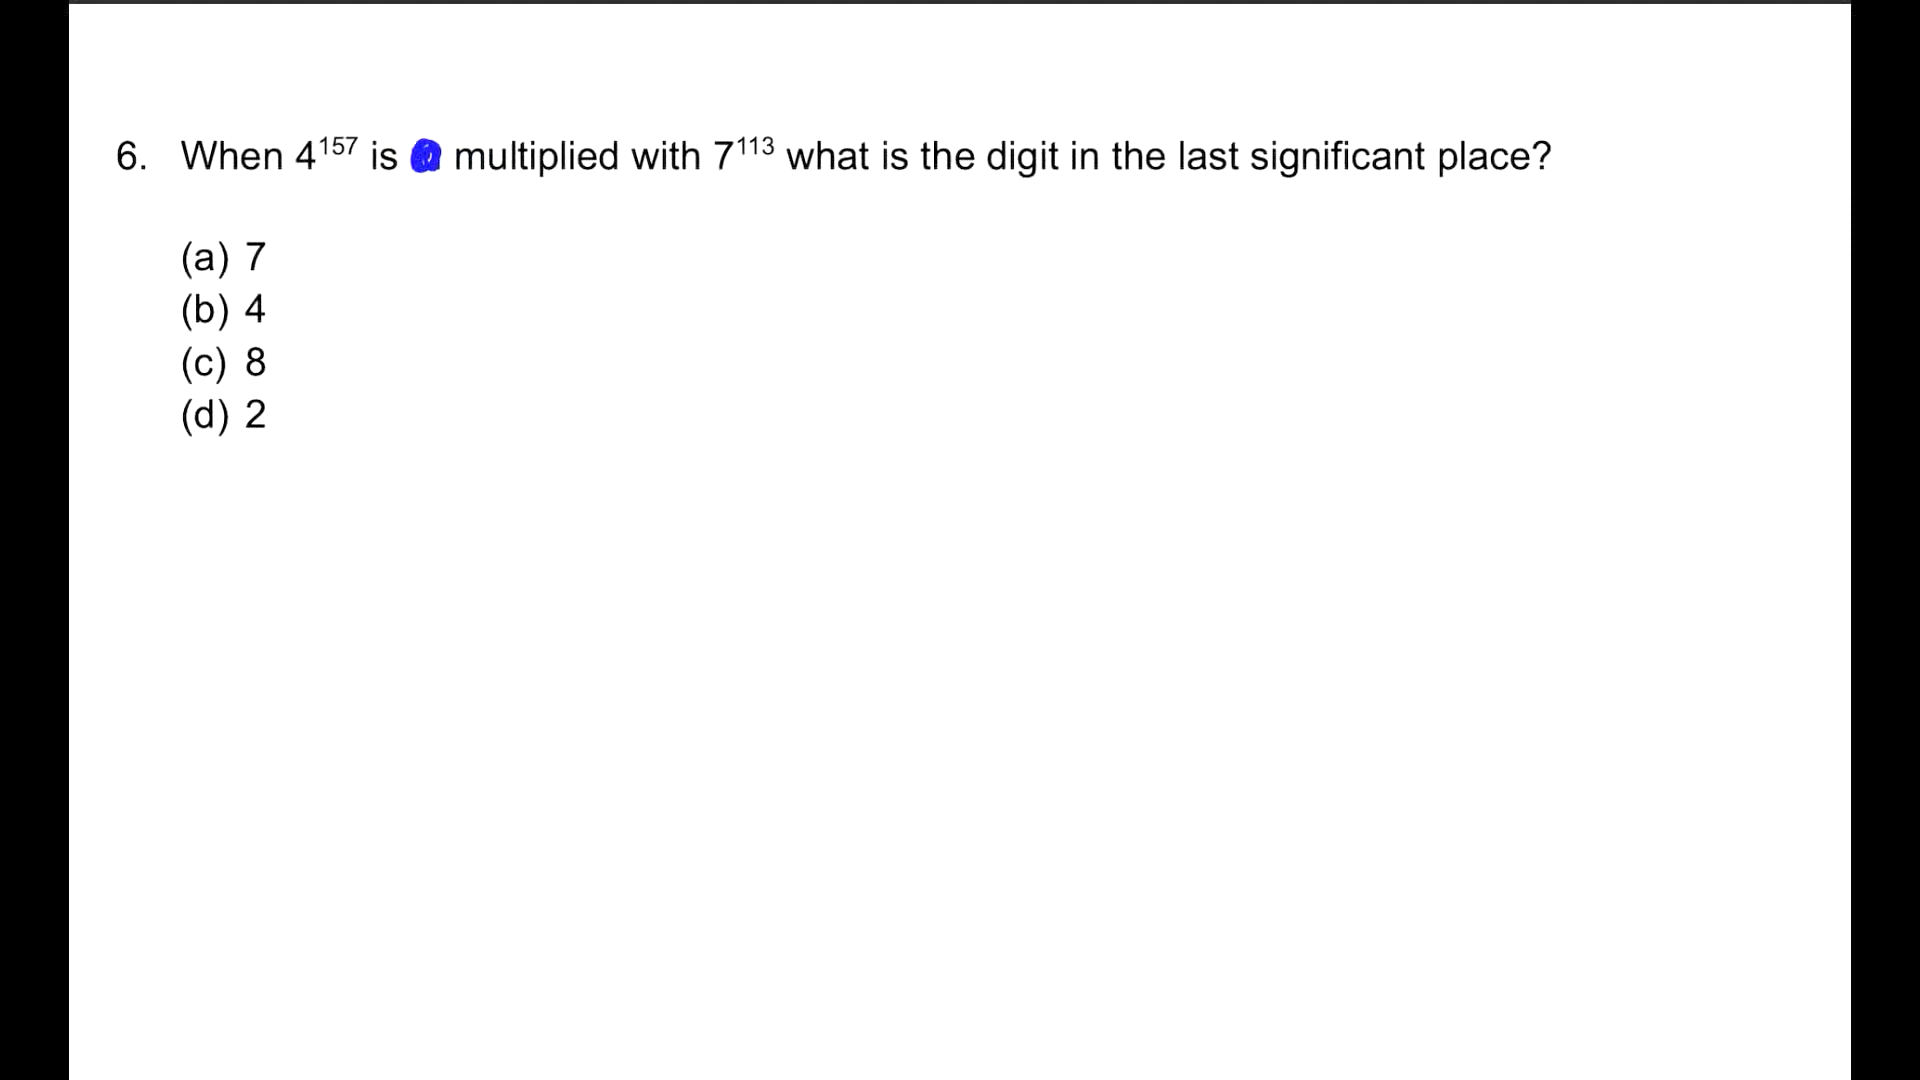 6. When 4¹⁵⁷ is multiplied with 7¹¹³ what is the digit in the last significant place?
(a) 7
(b) 4
(c) 8
(d) 2